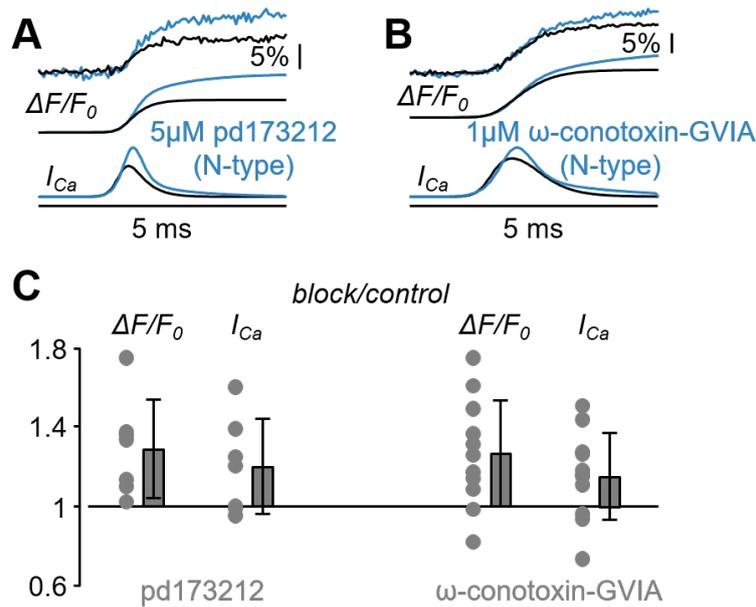 A
5% |
ΔF/F0
5µM pd173212
(N-type)
ICa
5 ms
B
5% |
ΔF/F0
1µM ω-conotoxin-GVIA
(N-type)
ICa
5 ms
C
block/control
ΔF/F0 ICa ΔF/F0 ICa
1.8
1.4
1
0.6
pd173212 ω-conotoxin-GVIA